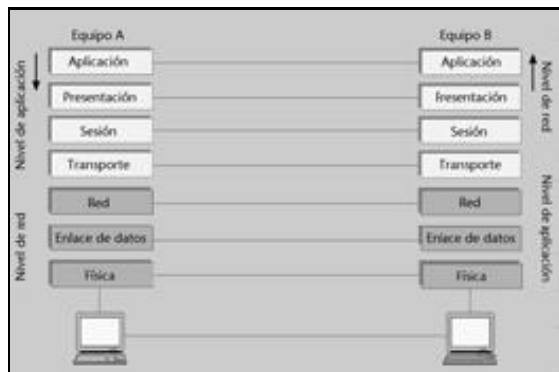 Equipo A
Equipo B
Aplicación
Aplicación
Presentación
Presentación
Sesión
Sesión
Transporte
Transporte
Red
Red
Enlace de datos
Enlace de datos
Física
Física
Nivel de aplicación
Nivel de red
Nivel de red
Nivel de aplicación